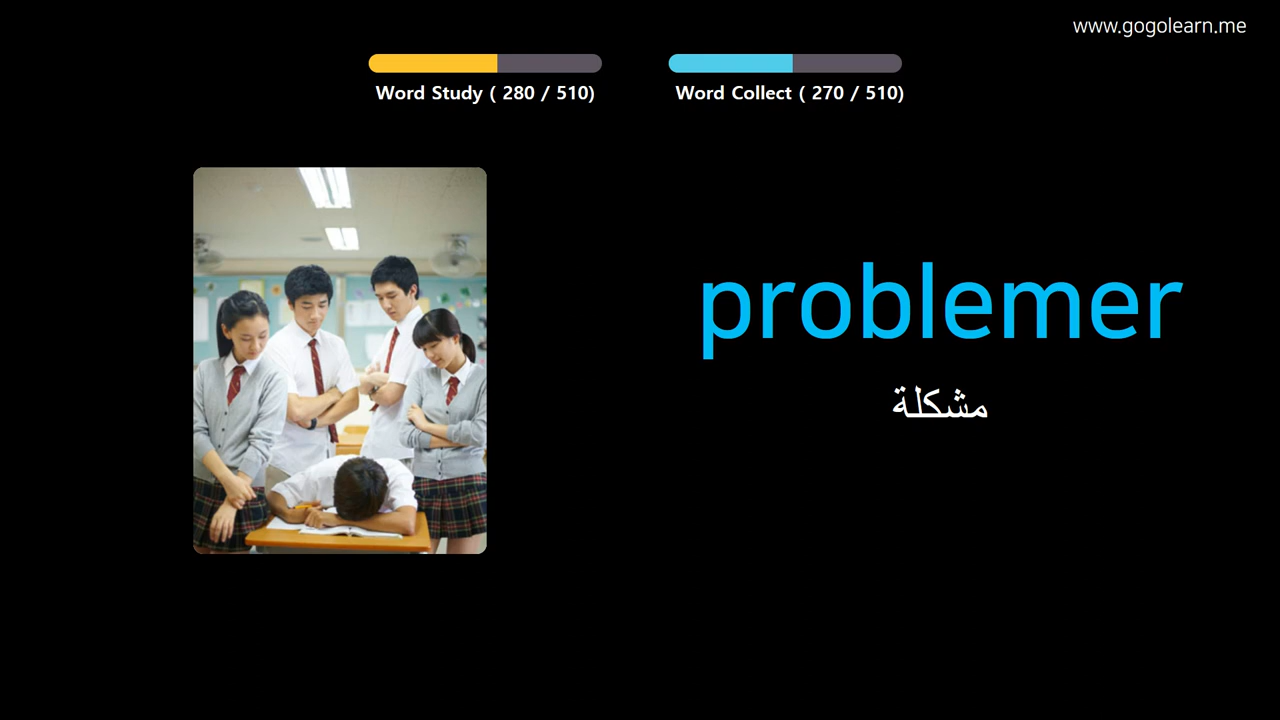 www.gogolearn.me
Word Study ( 280 / 510)
Word Collect ( 270 / 510)
problemer
مشكلة